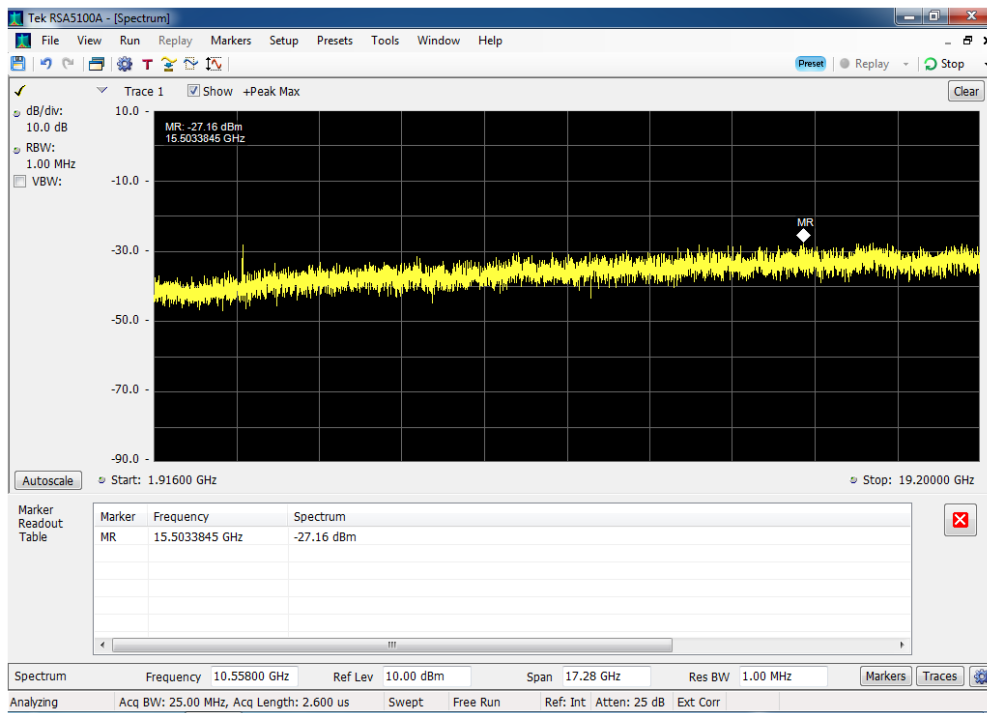 Tek RSA5100A - [Spectrum]
File View Run Replay Markers Setup Presets Tools Window Help
T Preset Replay Stop
Trace 1 Show +Peak Max Clear
dB/div:
10.0 dB
RBW:
1.00 MHz
VBW:
10.0 -
-10.0 -
-30.0 -
-50.0 -
-70.0 -
-90.0 -
MR: -27.16 dBm
15.5033845 GHz
MR
Autoscale Start: 1.91600 GHz Stop: 19.20000 GHz
Marker
Readout
Table
Marker Frequency Spectrum
MR 15.5033845 GHz -27.16 dBm
Spectrum Frequency 10.55800 GHz Ref Lev 10.00 dBm Span 17.28 GHz Res BW 1.00 MHz Markers Traces
Analyzing Acq BW: 25.00 MHz, Acq Length: 2.600 us Swept Free Run Ref: Int Atten: 25 dB Ext Corr